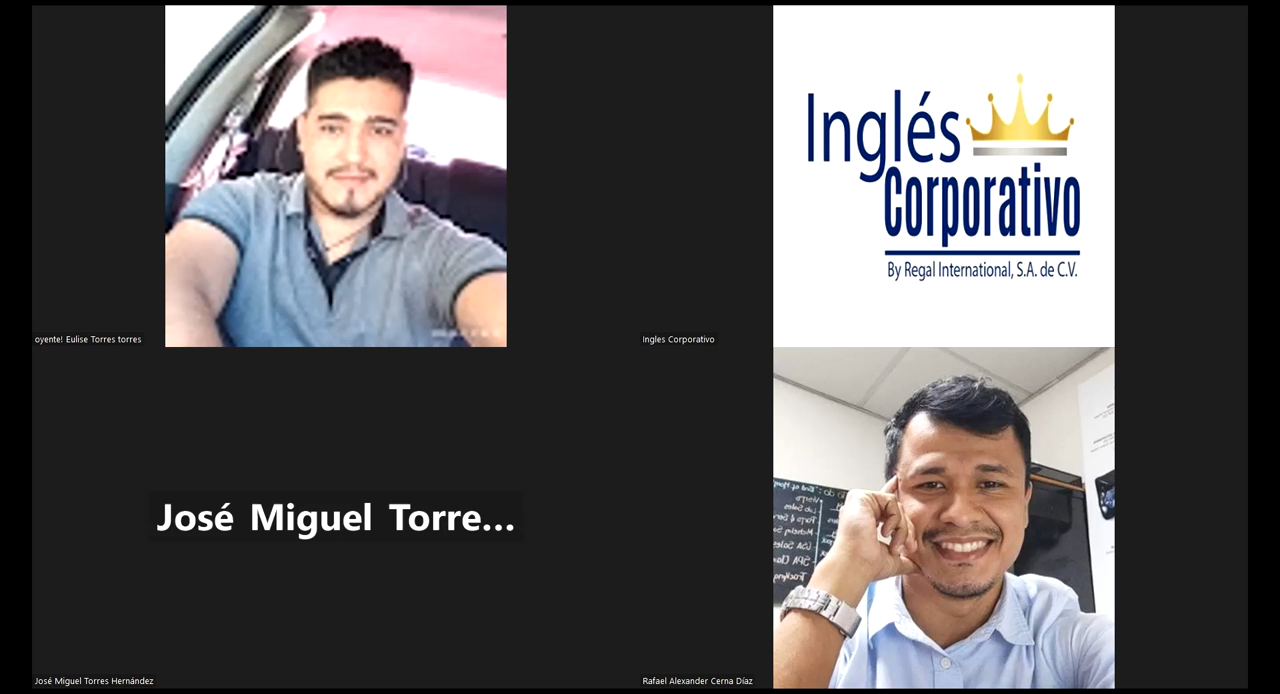 oyente! Eulise Torres torres
Inglés
Corporativo
By Regal International, S.A. de C.V.
Ingles Corporativo
José Miguel Torre...
José Miguel Torres Hernández
Rafael Alexander Cerna Díaz